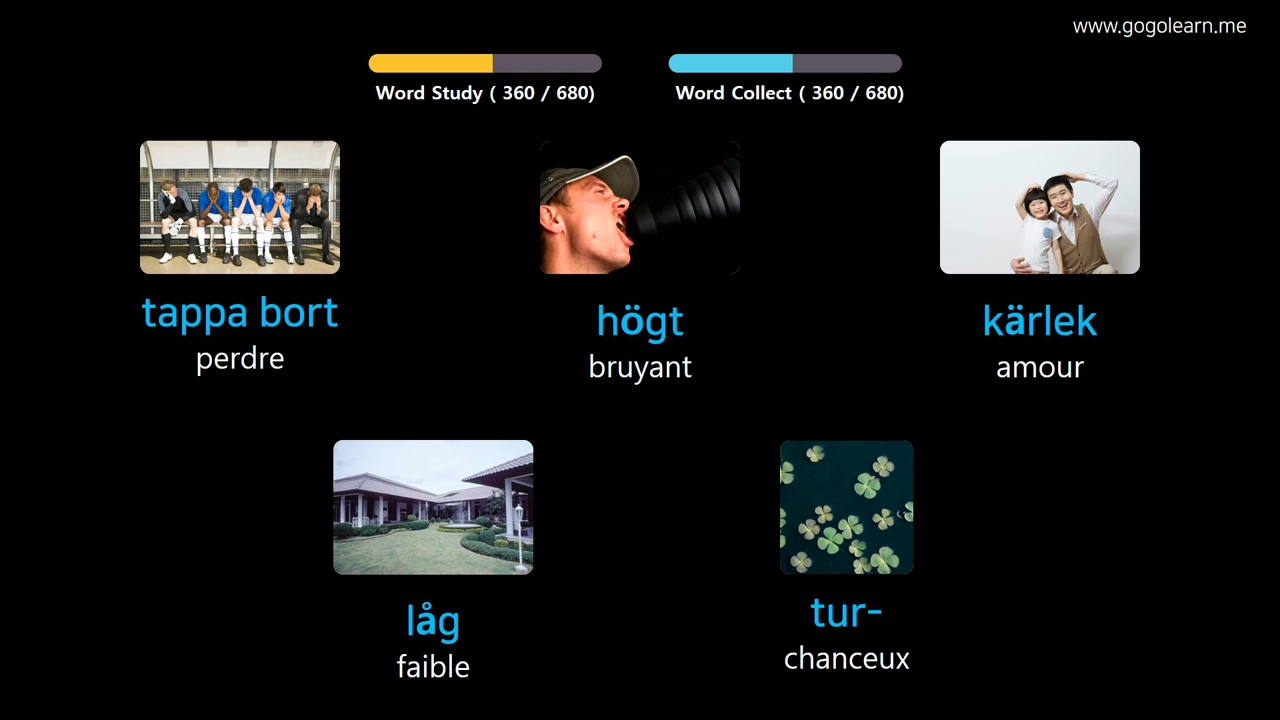 www.gogolearn.me
Word Study ( 360 / 680)
Word Collect ( 360 / 680)
tappa bort
perdre
högt
bruyant
kärlek
amour
låg
faible
tur-
chanceux